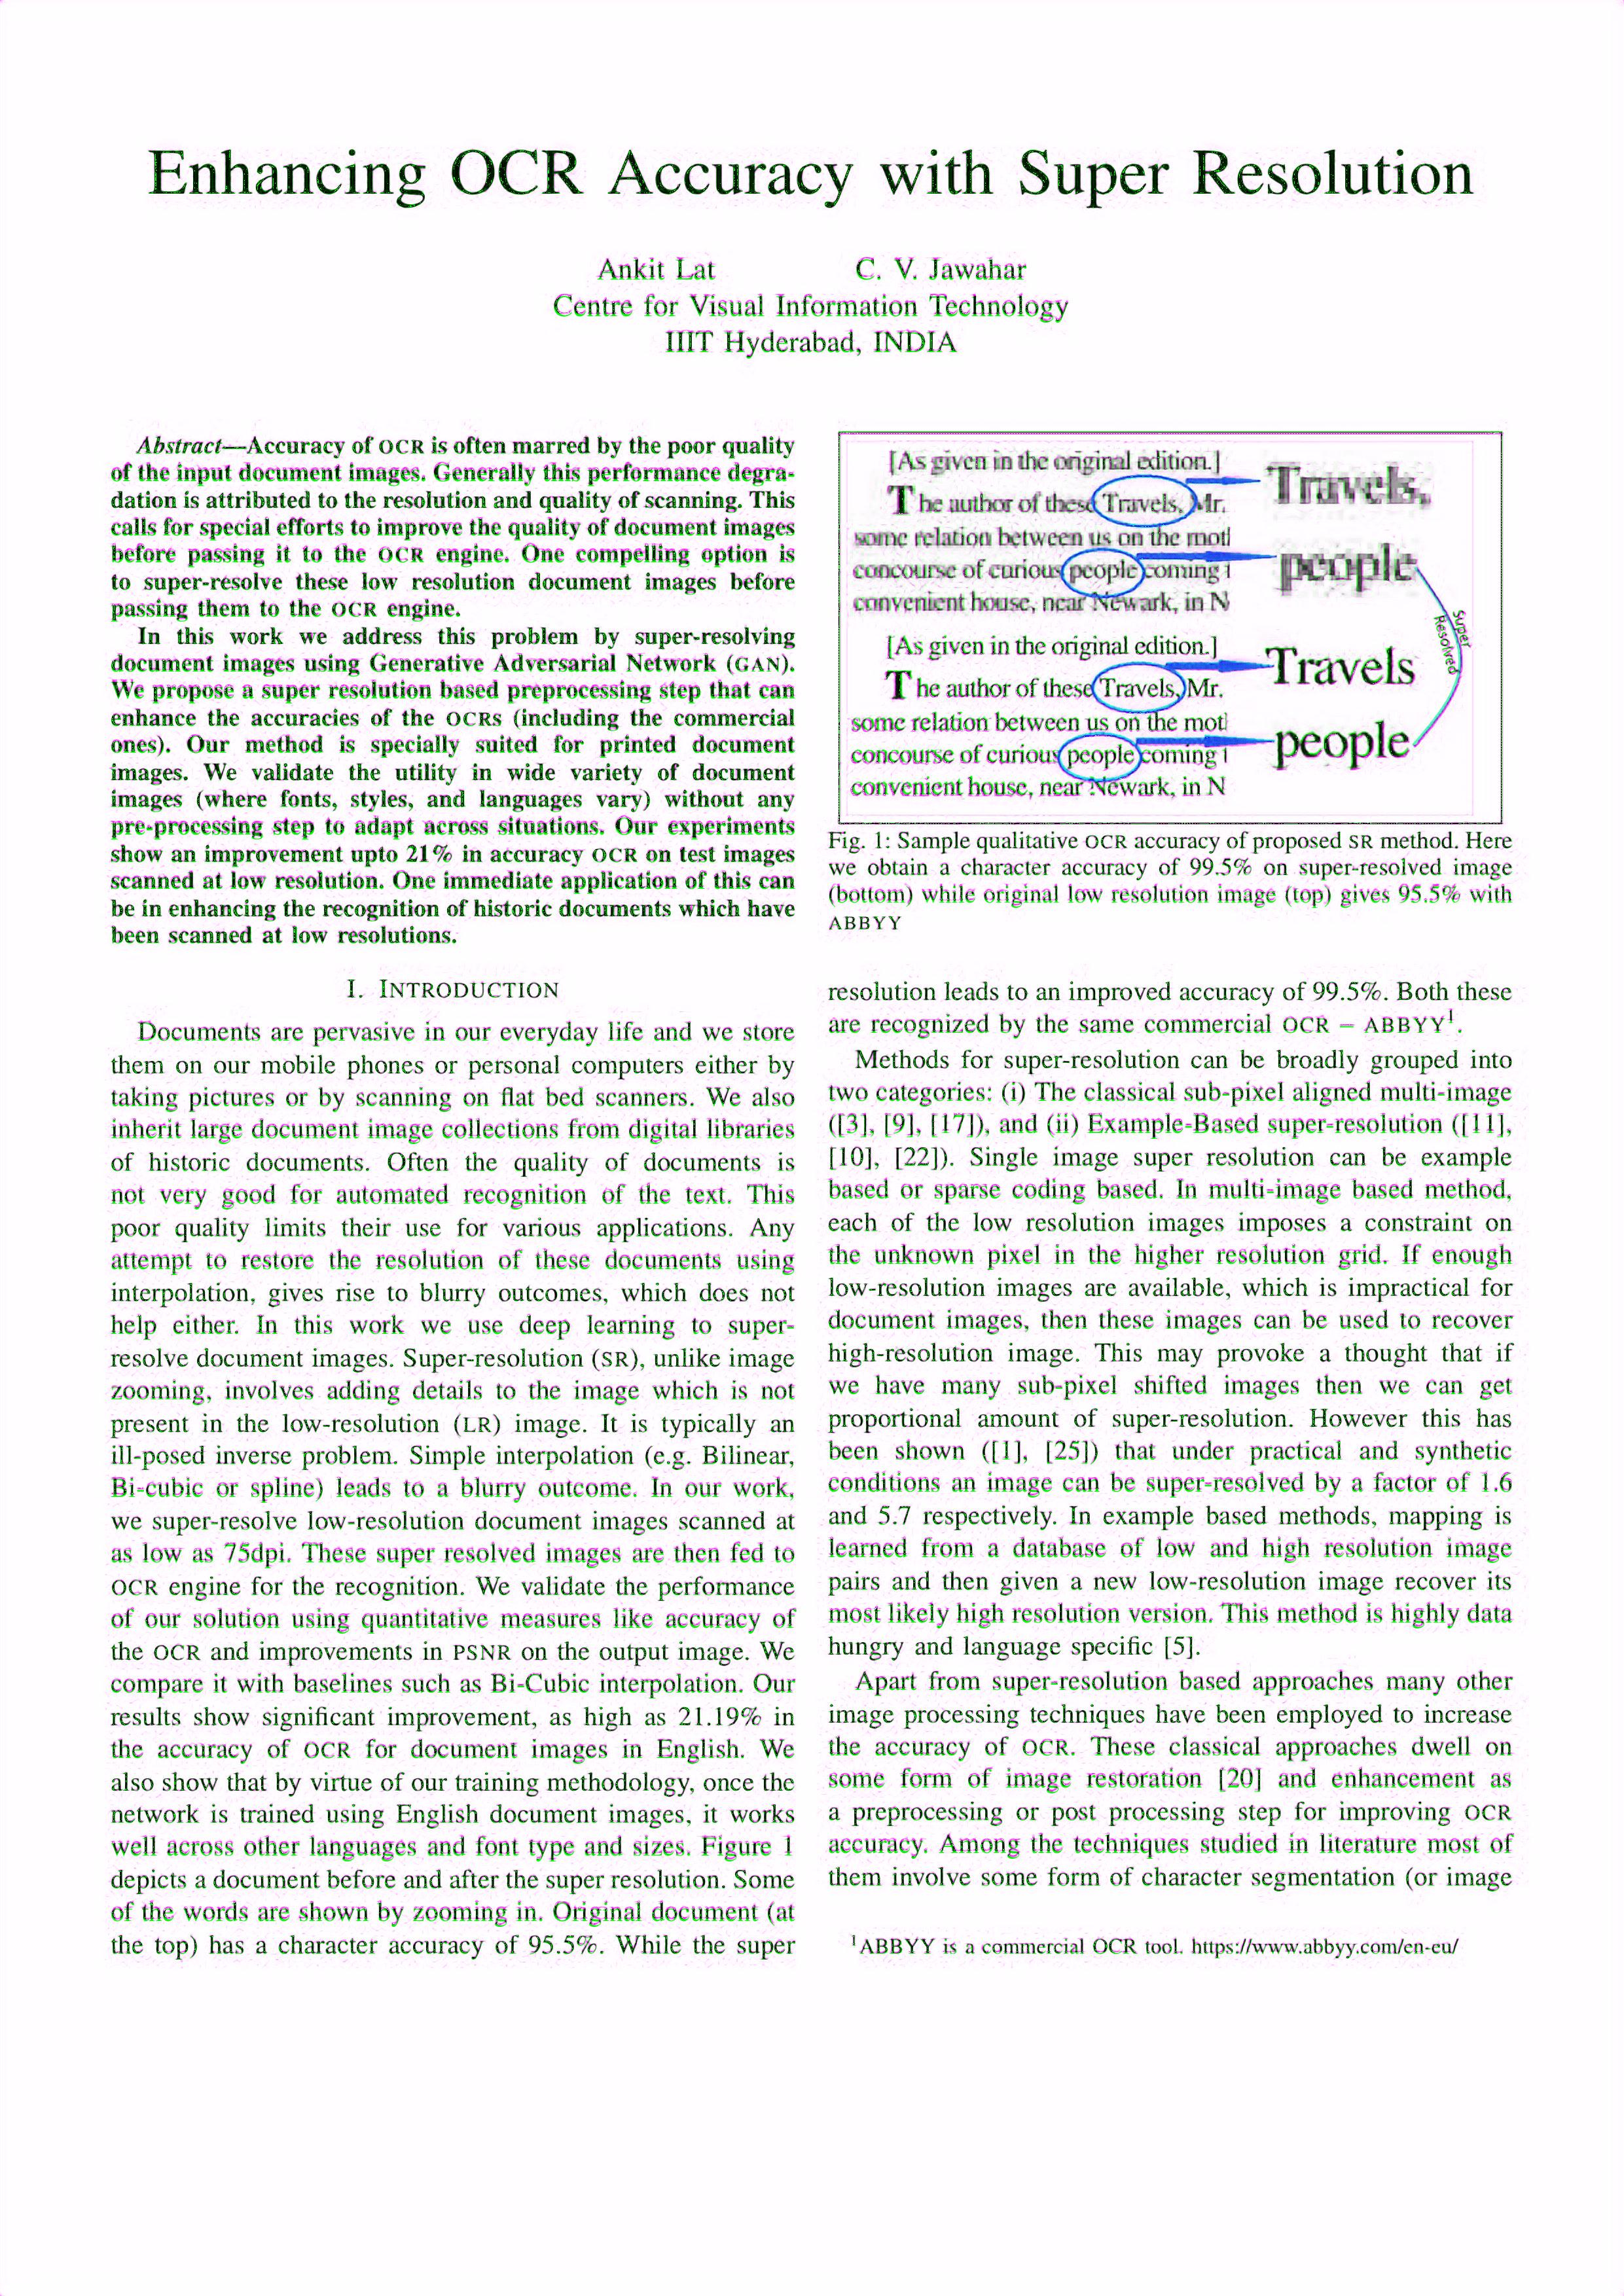 Enhancing OCR Accuracy with Super Resolution
Ankit Lat C. V. Jawahar
Centre for Visual Information Technology
IIIT Hyderabad, INDIA
Abstract—Accuracy of OCR is often marred by the poor quality
of the input document images. Generally this performance degra-
dation is attributed to the resolution and quality of scanning. This
calls for special efforts to improve the quality of document images
before passing it to the OCR engine. One compelling option is
to super-resolve these low resolution document images before
passing them to the OCR engine.
In this work we address this problem by super-resolving
document images using Generative Adversarial Network (GAN).
We propose a super resolution based preprocessing step that can
enhance the accuracies of the OCRs (including the commercial
ones). Our method is specially suited for printed document
images. We validate the utility in wide variety of document
images (where fonts, styles, and languages vary) without any
pre-processing step to adapt across situations. Our experiments
show an improvement upto 21% in accuracy OCR on test images
scanned at low resolution. One immediate application of this can
be in enhancing the recognition of historic documents which have
been scanned at low resolutions.
I. INTRODUCTION
Documents are pervasive in our everyday life and we store
them on our mobile phones or personal computers either by
taking pictures or by scanning on flat bed scanners. We also
inherit large document image collections from digital libraries
of historic documents. Often the quality of documents is
not very good for automated recognition of the text. This
poor quality limits their use for various applications. Any
attempt to restore the resolution of these documents using
interpolation, gives rise to blurry outcomes, which does not
help either. In this work we use deep learning to super-
resolve document images. Super-resolution (SR), unlike image
zooming, involves adding details to the image which is not
present in the low-resolution (LR) image. It is typically an
ill-posed inverse problem. Simple interpolation (e.g. Bilinear,
Bi-cubic or spline) leads to a blurry outcome. In our work,
we super-resolve low-resolution document images scanned at
as low as 75dpi. These super resolved images are then fed to
OCR engine for the recognition. We validate the performance
of our solution using quantitative measures like accuracy of
the OCR and improvements in PSNR on the output image. We
compare it with baselines such as Bi-Cubic interpolation. Our
results show significant improvement, as high as 21.19% in
the accuracy of OCR for document images in English. We
also show that by virtue of our training methodology, once the
network is trained using English document images, it works
well across other languages and font type and sizes. Figure 1
depicts a document before and after the super resolution. Some
of the words are shown by zooming in. Original document (at
the top) has a character accuracy of 95.5%. While the super
[As given in the original edition.]
The author of these Travels, Mr.
some relation between us on the motl
concourse of curious people coming t
convenient house, near Newark, in N
Travels,
people
[As given in the original edition.]
The author of these Travels, Mr.
some relation between us on the motl
concourse of curious people coming t
convenient house, near Newark, in N
Travels
people
Super
Resolved
Fig. 1: Sample qualitative OCR accuracy of proposed SR method. Here
we obtain a character accuracy of 99.5% on super-resolved image
(bottom) while original low resolution image (top) gives 95.5% with
ABBYY
resolution leads to an improved accuracy of 99.5%. Both these
are recognized by the same commercial OCR – ABBYY¹.
Methods for super-resolution can be broadly grouped into
two categories: (i) The classical sub-pixel aligned multi-image
([3], [9], [17]), and (ii) Example-Based super-resolution ([11],
[10], [22]). Single image super resolution can be example
based or sparse coding based. In multi-image based method,
each of the low resolution images imposes a constraint on
the unknown pixel in the higher resolution grid. If enough
low-resolution images are available, which is impractical for
document images, then these images can be used to recover
high-resolution image. This may provoke a thought that if
we have many sub-pixel shifted images then we can get
proportional amount of super-resolution. However this has
been shown ([1], [25]) that under practical and synthetic
conditions an image can be super-resolved by a factor of 1.6
and 5.7 respectively. In example based methods, mapping is
learned from a database of low and high resolution image
pairs and then given a new low-resolution image recover its
most likely high resolution version. This method is highly data
hungry and language specific [5].
Apart from super-resolution based approaches many other
image processing techniques have been employed to increase
the accuracy of OCR. These classical approaches dwell on
some form of image restoration [20] and enhancement as
a preprocessing or post processing step for improving OCR
accuracy. Among the techniques studied in literature most of
them involve some form of character segmentation (or image
¹ABBYY is a commercial OCR tool. https://www.abbyy.com/en-eu/